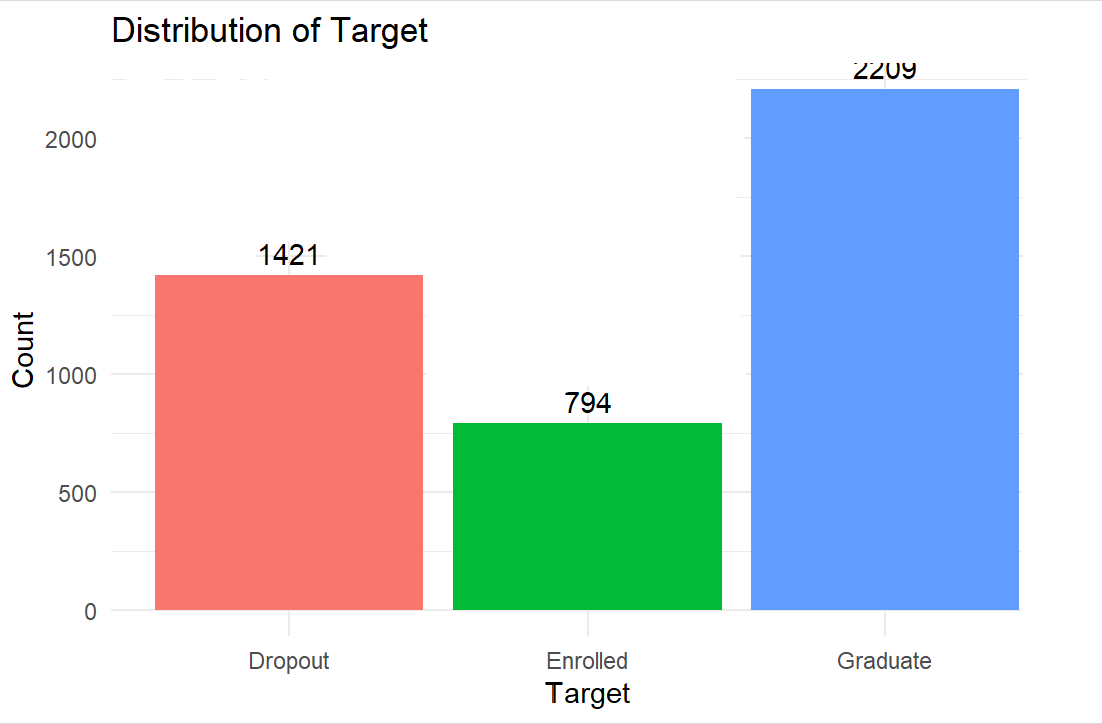 Distribution of Target
2209
2000
1421
1500
Count
1000
794
500
0
Dropout Enrolled Graduate
Target